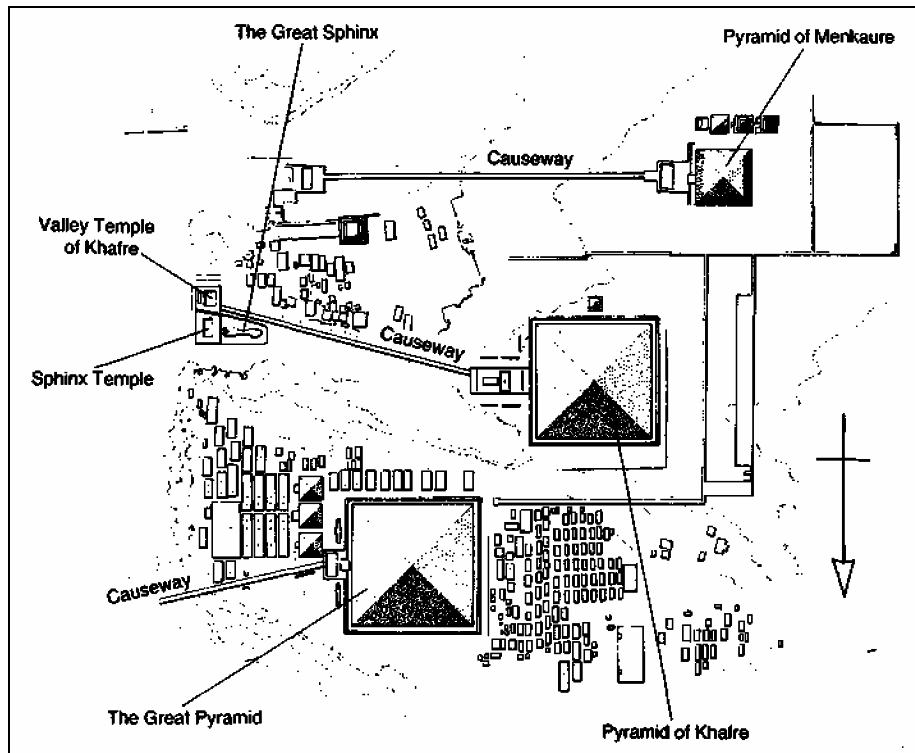 The Great Sphinx
Pyramid of Menkaure
Causeway
Valley Temple
of Khafre
Causeway
Sphinx Temple
Causeway
The Great Pyramid
Pyramid of Khafre